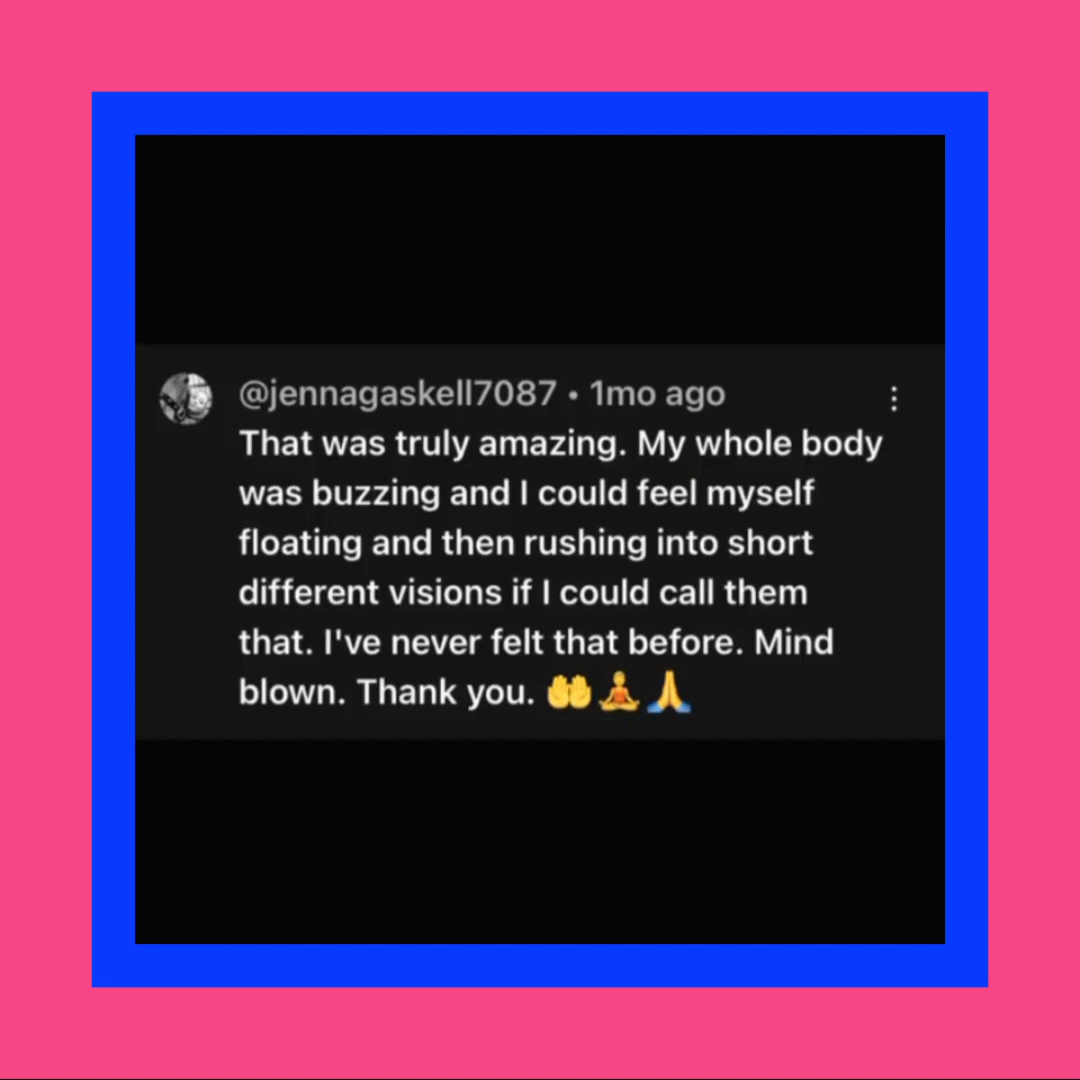 @jennagaskell7087 • 1mo ago
That was truly amazing. My whole body
was buzzing and I could feel myself
floating and then rushing into short
different visions if I could call them
that. I've never felt that before. Mind
blown. Thank you. 🤲🧘🙏